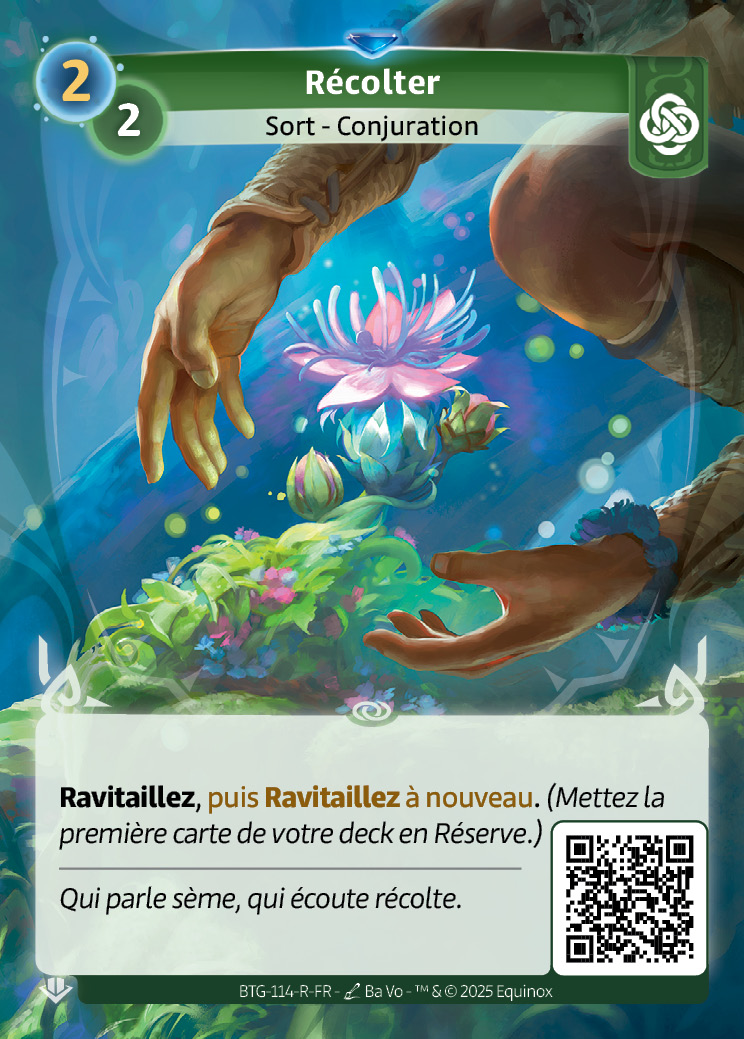 2
2
Récolter
Sort - Conjuration
Ravitaillez, puis Ravitaillez à nouveau. (Mettez la
première carte de votre deck en Réserve.)
Qui parle sème, qui écoute récolte.
BTG-114-R-FR - Ba Vo - ™ & © 2025 Equinox